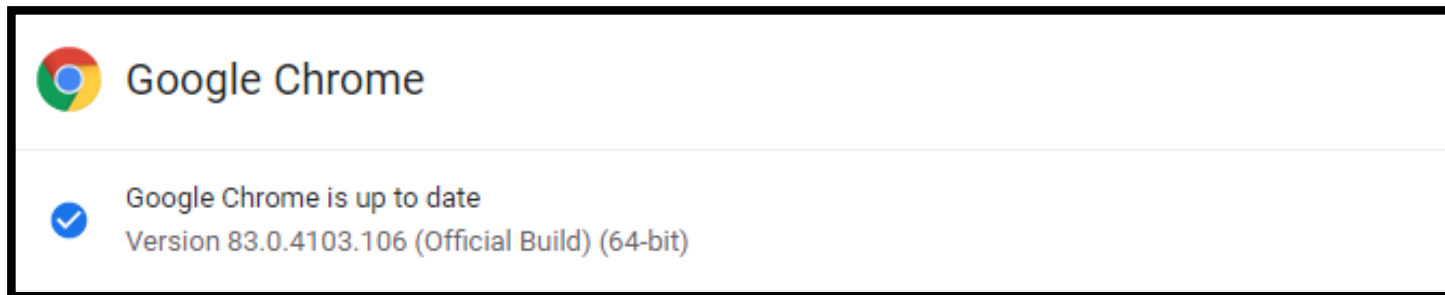 Google Chrome
Google Chrome is up to date
Version 83.0.4103.106 (Official Build) (64-bit)